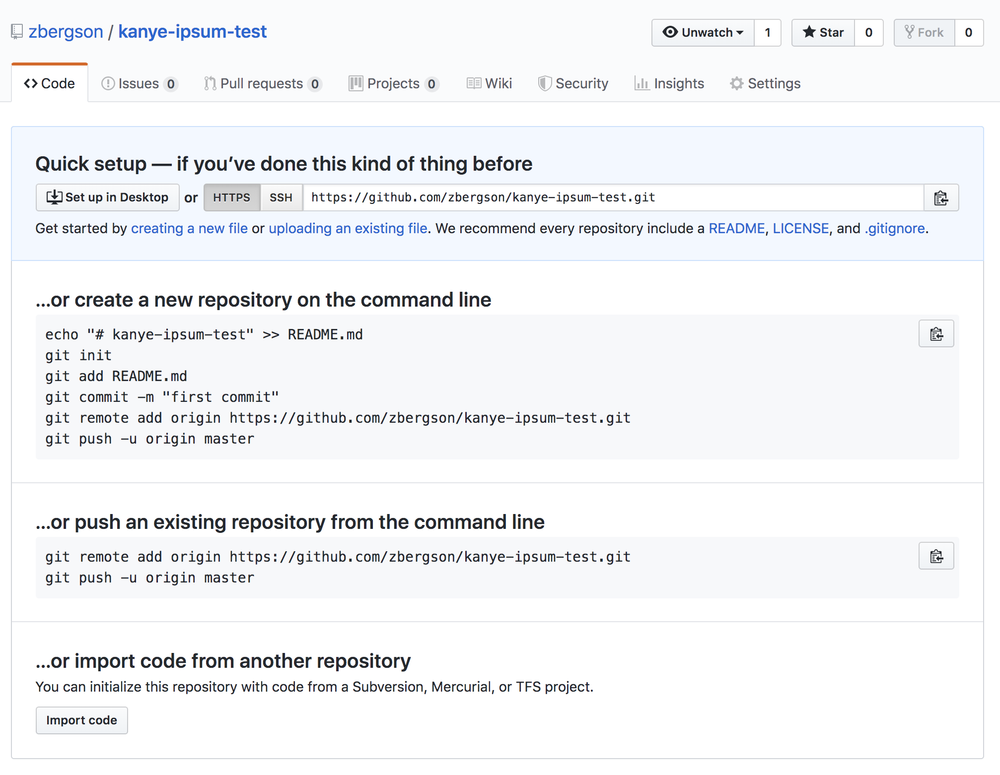 zbergson / kanye-ipsum-test
Unwatch 1 Star 0 Fork 0
Code Issues 0 Pull requests 0 Projects 0 Wiki Security Insights Settings
Quick setup — if you’ve done this kind of thing before
Set up in Desktop or HTTPS SSH https://github.com/zbergson/kanye-ipsum-test.git
Get started by creating a new file or uploading an existing file. We recommend every repository include a README, LICENSE, and .gitignore.
…or create a new repository on the command line
echo "# kanye-ipsum-test" >> README.md
git init
git add README.md
git commit -m "first commit"
git remote add origin https://github.com/zbergson/kanye-ipsum-test.git
git push -u origin master
…or push an existing repository from the command line
git remote add origin https://github.com/zbergson/kanye-ipsum-test.git
git push -u origin master
…or import code from another repository
You can initialize this repository with code from a Subversion, Mercurial, or TFS project.
Import code